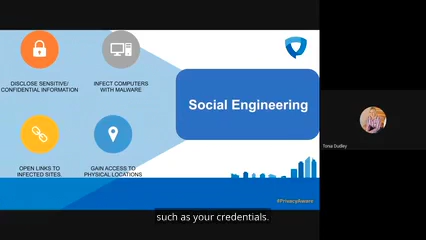 DISCLOSE SENSITIVE/
CONFIDENTIAL INFORMATION
INFECT COMPUTERS
WITH MALWARE
Social Engineering
OPEN LINKS TO
INFECTED SITES,
GAIN ACCESS TO
PHYSICAL LOCATIONS
Tonia Dudley
#PrivacyAware
such as your credentials.